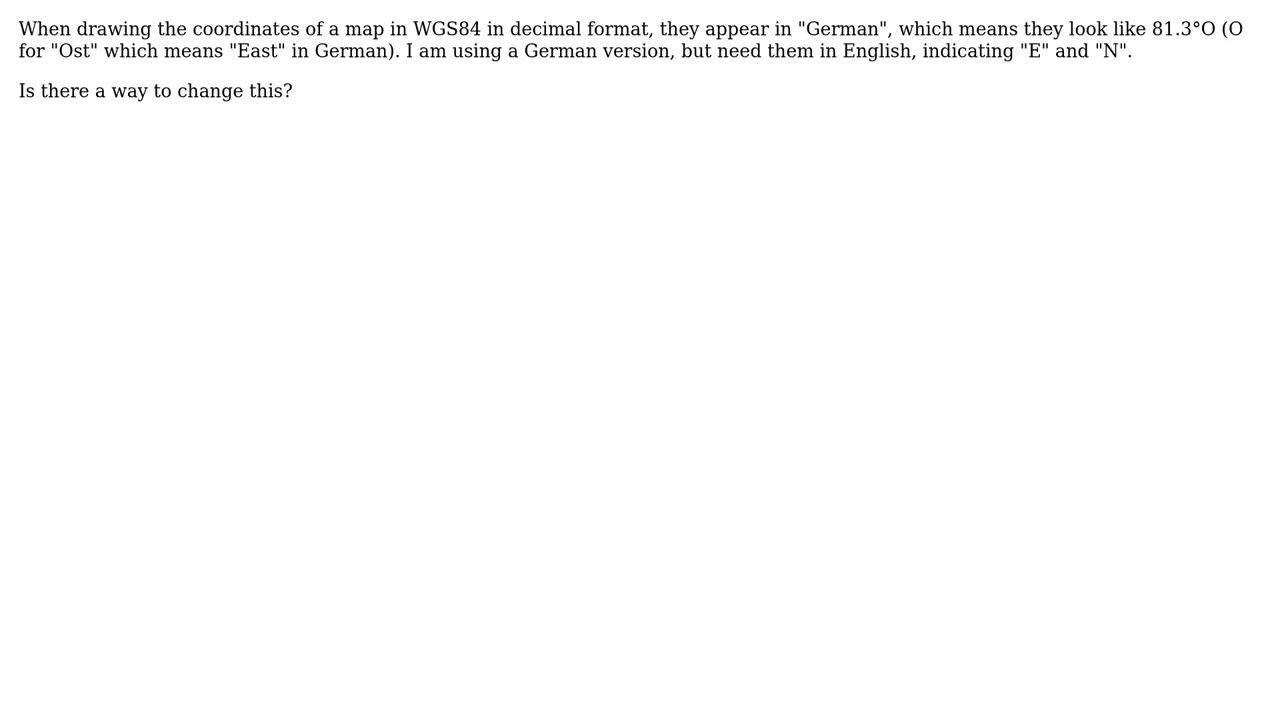 When drawing the coordinates of a map in WGS84 in decimal format, they appear in "German", which means they look like 81.3°O (O
for "Ost" which means "East" in German). I am using a German version, but need them in English, indicating "E" and "N".
Is there a way to change this?